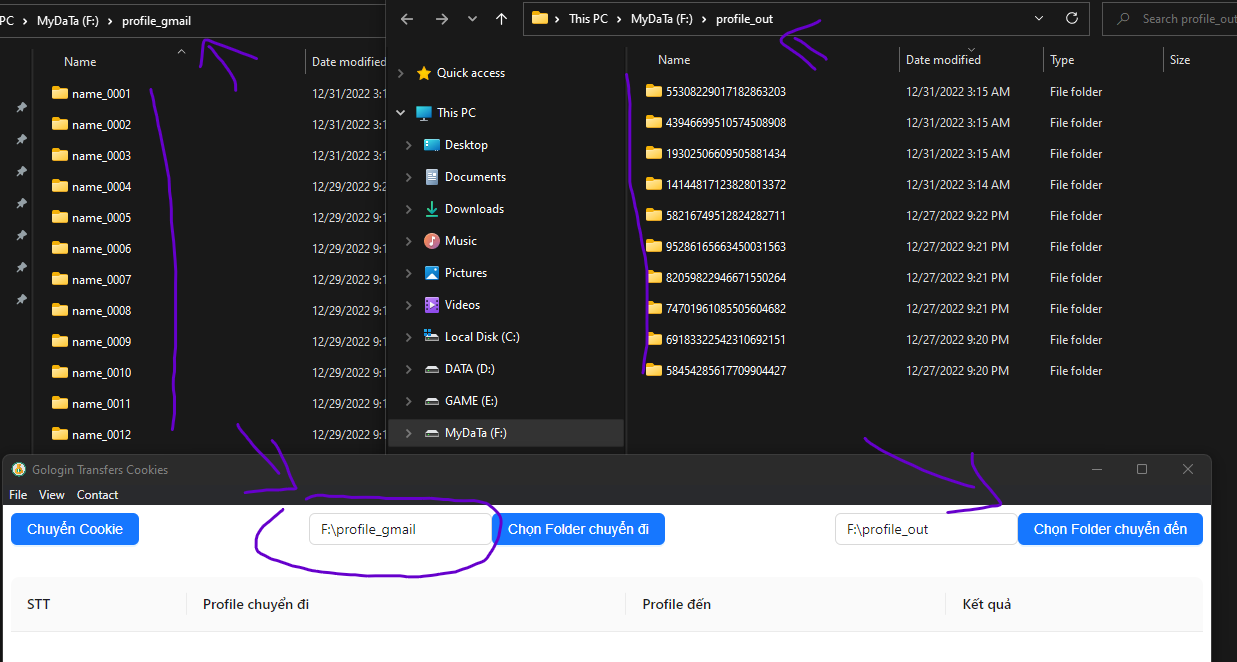 PC > MyDaTa (F:) > profile_gmail
Name Date modified
name_0001 12/31/2022 3:1
name_0002 12/31/2022 3:1
name_0003 12/31/2022 3:1
name_0004 12/29/2022 9:2
name_0005 12/29/2022 9:1
name_0006 12/29/2022 9:1
name_0007 12/29/2022 9:1
name_0008 12/29/2022 9:1
name_0009 12/29/2022 9:1
name_0010 12/29/2022 9:1
name_0011 12/29/2022 9:1
name_0012 12/29/2022 9:1
This PC > MyDaTa (F:) > profile_out
Search profile_out
Quick access
This PC
Desktop
Documents
Downloads
Music
Pictures
Videos
Local Disk (C:)
DATA (D:)
GAME (E:)
MyDaTa (F:)
Name Date modified Type Size
55308229017182863203 12/31/2022 3:15 AM File folder
43946699510574508908 12/31/2022 3:15 AM File folder
19302506609505881434 12/31/2022 3:15 AM File folder
14144817123828013372 12/31/2022 3:14 AM File folder
58216749512824282711 12/27/2022 9:22 PM File folder
95286165663450031563 12/27/2022 9:21 PM File folder
82059822946671550264 12/27/2022 9:21 PM File folder
74701961085505604682 12/27/2022 9:21 PM File folder
69183322542310692151 12/27/2022 9:20 PM File folder
58454285617709904427 12/27/2022 9:20 PM File folder
Gologin Transfers Cookies
File View Contact
Chuyển Cookie F:\profile_gmail Chọn Folder chuyển đi F:\profile_out Chọn Folder chuyển đến
STT Profile chuyển đi Profile đến Kết quả